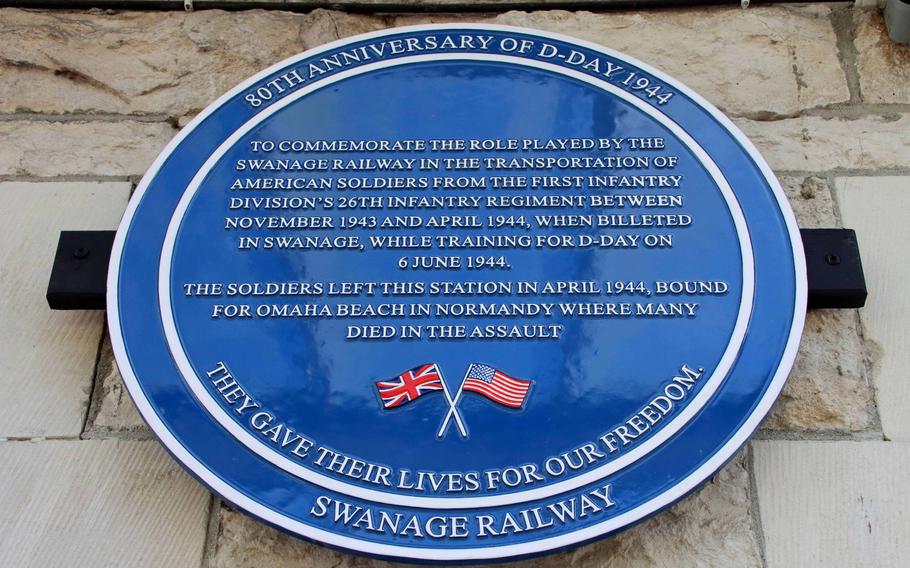 80TH ANNIVERSARY OF D-DAY 1944
TO COMMEMORATE THE ROLE PLAYED BY THE
SWANAGE RAILWAY IN THE TRANSPORTATION OF
AMERICAN SOLDIERS FROM THE FIRST INFANTRY
DIVISION'S 26TH INFANTRY REGIMENT BETWEEN
NOVEMBER 1943 AND APRIL 1944, WHEN BILLETED
IN SWANAGE, WHILE TRAINING FOR D-DAY ON
6 JUNE 1944.
THE SOLDIERS LEFT THIS STATION IN APRIL 1944, BOUND
FOR OMAHA BEACH IN NORMANDY WHERE MANY
DIED IN THE ASSAULT
THEY GAVE THEIR LIVES FOR OUR FREEDOM.
SWANAGE RAILWAY